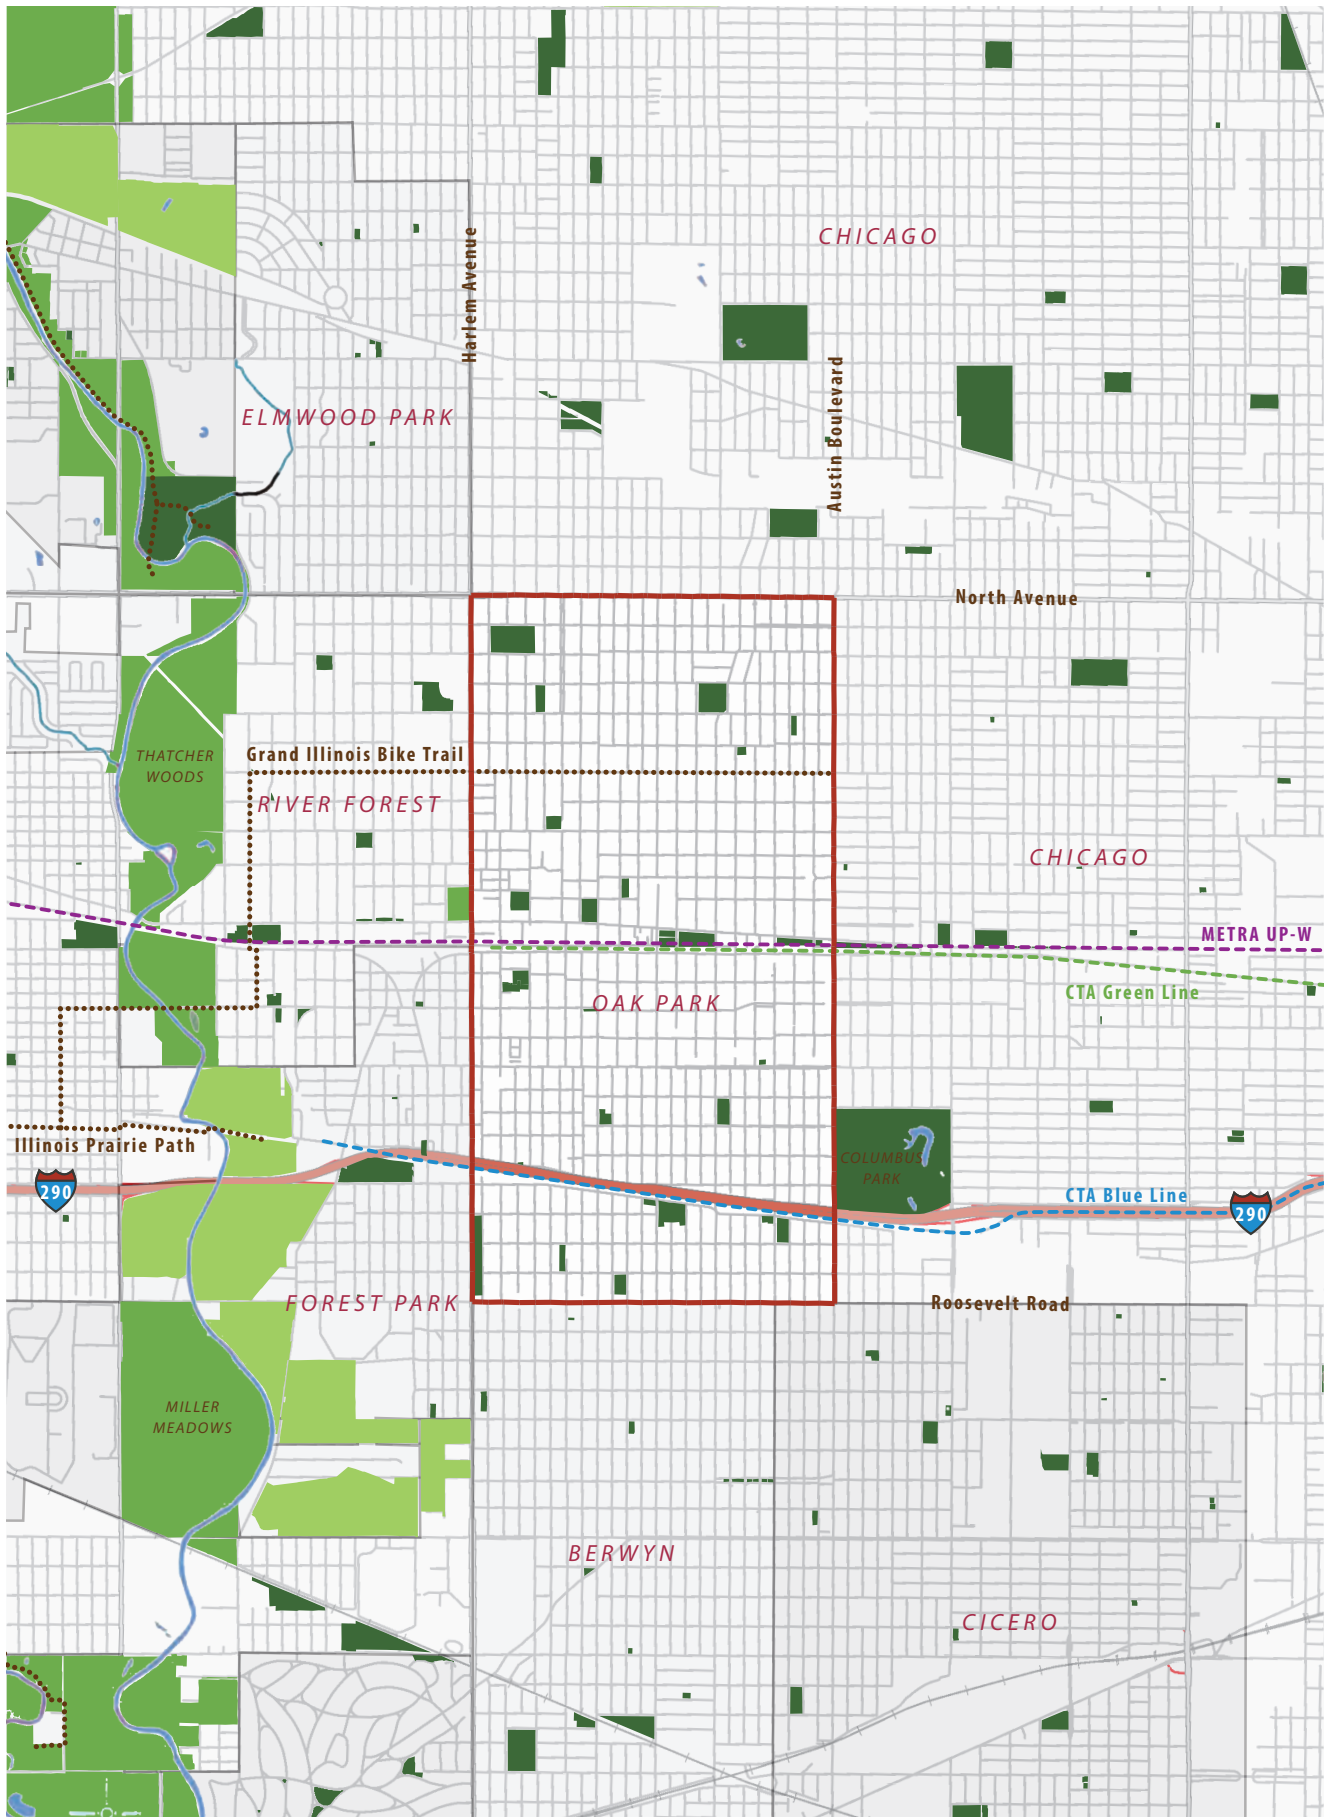 CHICAGO
Harlem Avenue
Austin Boulevard
ELMWOOD PARK
North Avenue
THATCHER
WOODS
Grand Illinois Bike Trail
RIVER FOREST
CHICAGO
METRA UP-W
CTA Green Line
OAK PARK
Illinois Prairie Path
COLUMBUS
PARK
290
CTA Blue Line
290
FOREST PARK
Roosevelt Road
MILLER
MEADOWS
BERWYN
CICERO